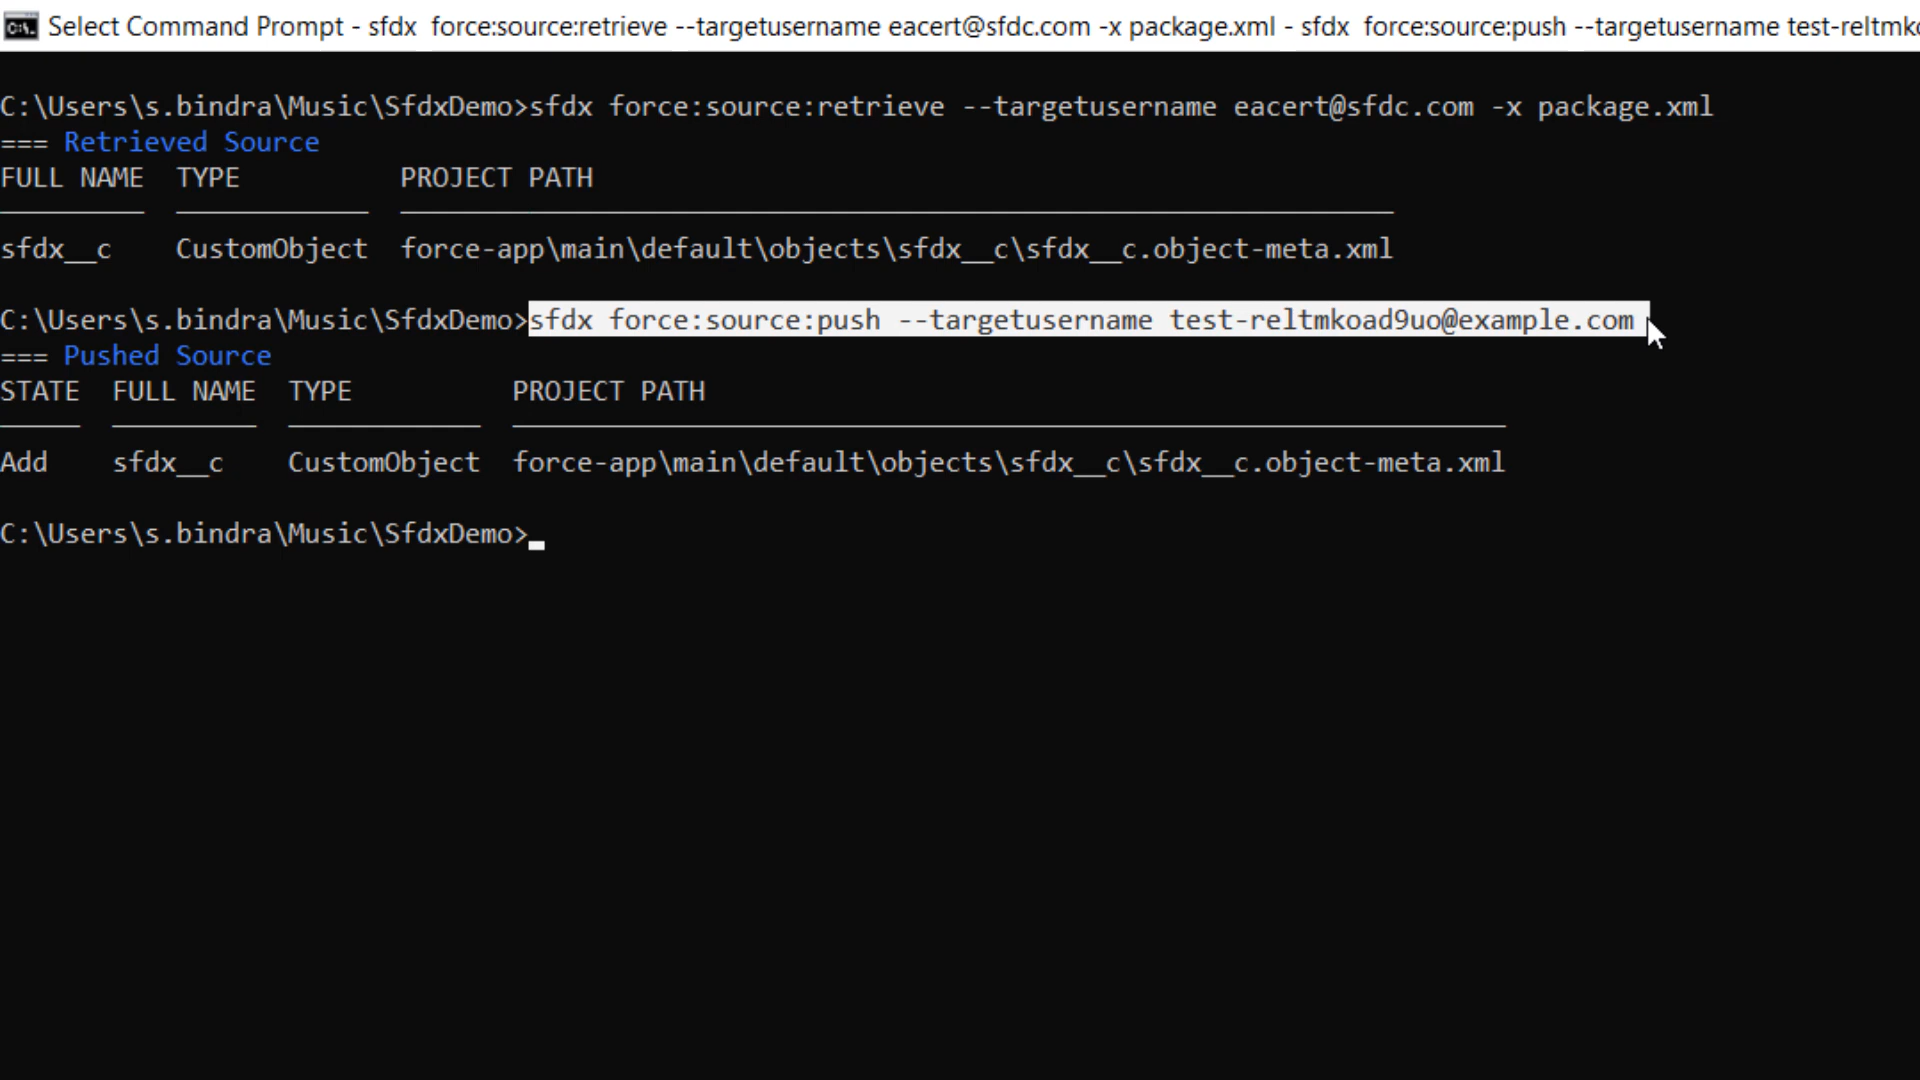 Select Command Prompt - sfdx  force:source:retrieve --targetusername eacert@sfdc.com -x package.xml - sfdx  force:source:push --targetusername
C:\Users\s.bindra\Music\SfdxDemo>sfdx force:source:retrieve --targetusername eacert@sfdc.com -x package.xml
=== Retrieved Source
FULL NAME  TYPE          PROJECT PATH
sfdx__c    CustomObject  force-app\main\default\objects\sfdx__c\sfdx__c.object-meta.xml
C:\Users\s.bindra\Music\SfdxDemo>sfdx force:source:push --targetusername test-reltmkoad9uo@example.com
=== Pushed Source
STATE  FULL NAME  TYPE          PROJECT PATH
Add    sfdx__c    CustomObject  force-app\main\default\objects\sfdx__c\sfdx__c.object-meta.xml
C:\Users\s.bindra\Music\SfdxDemo>